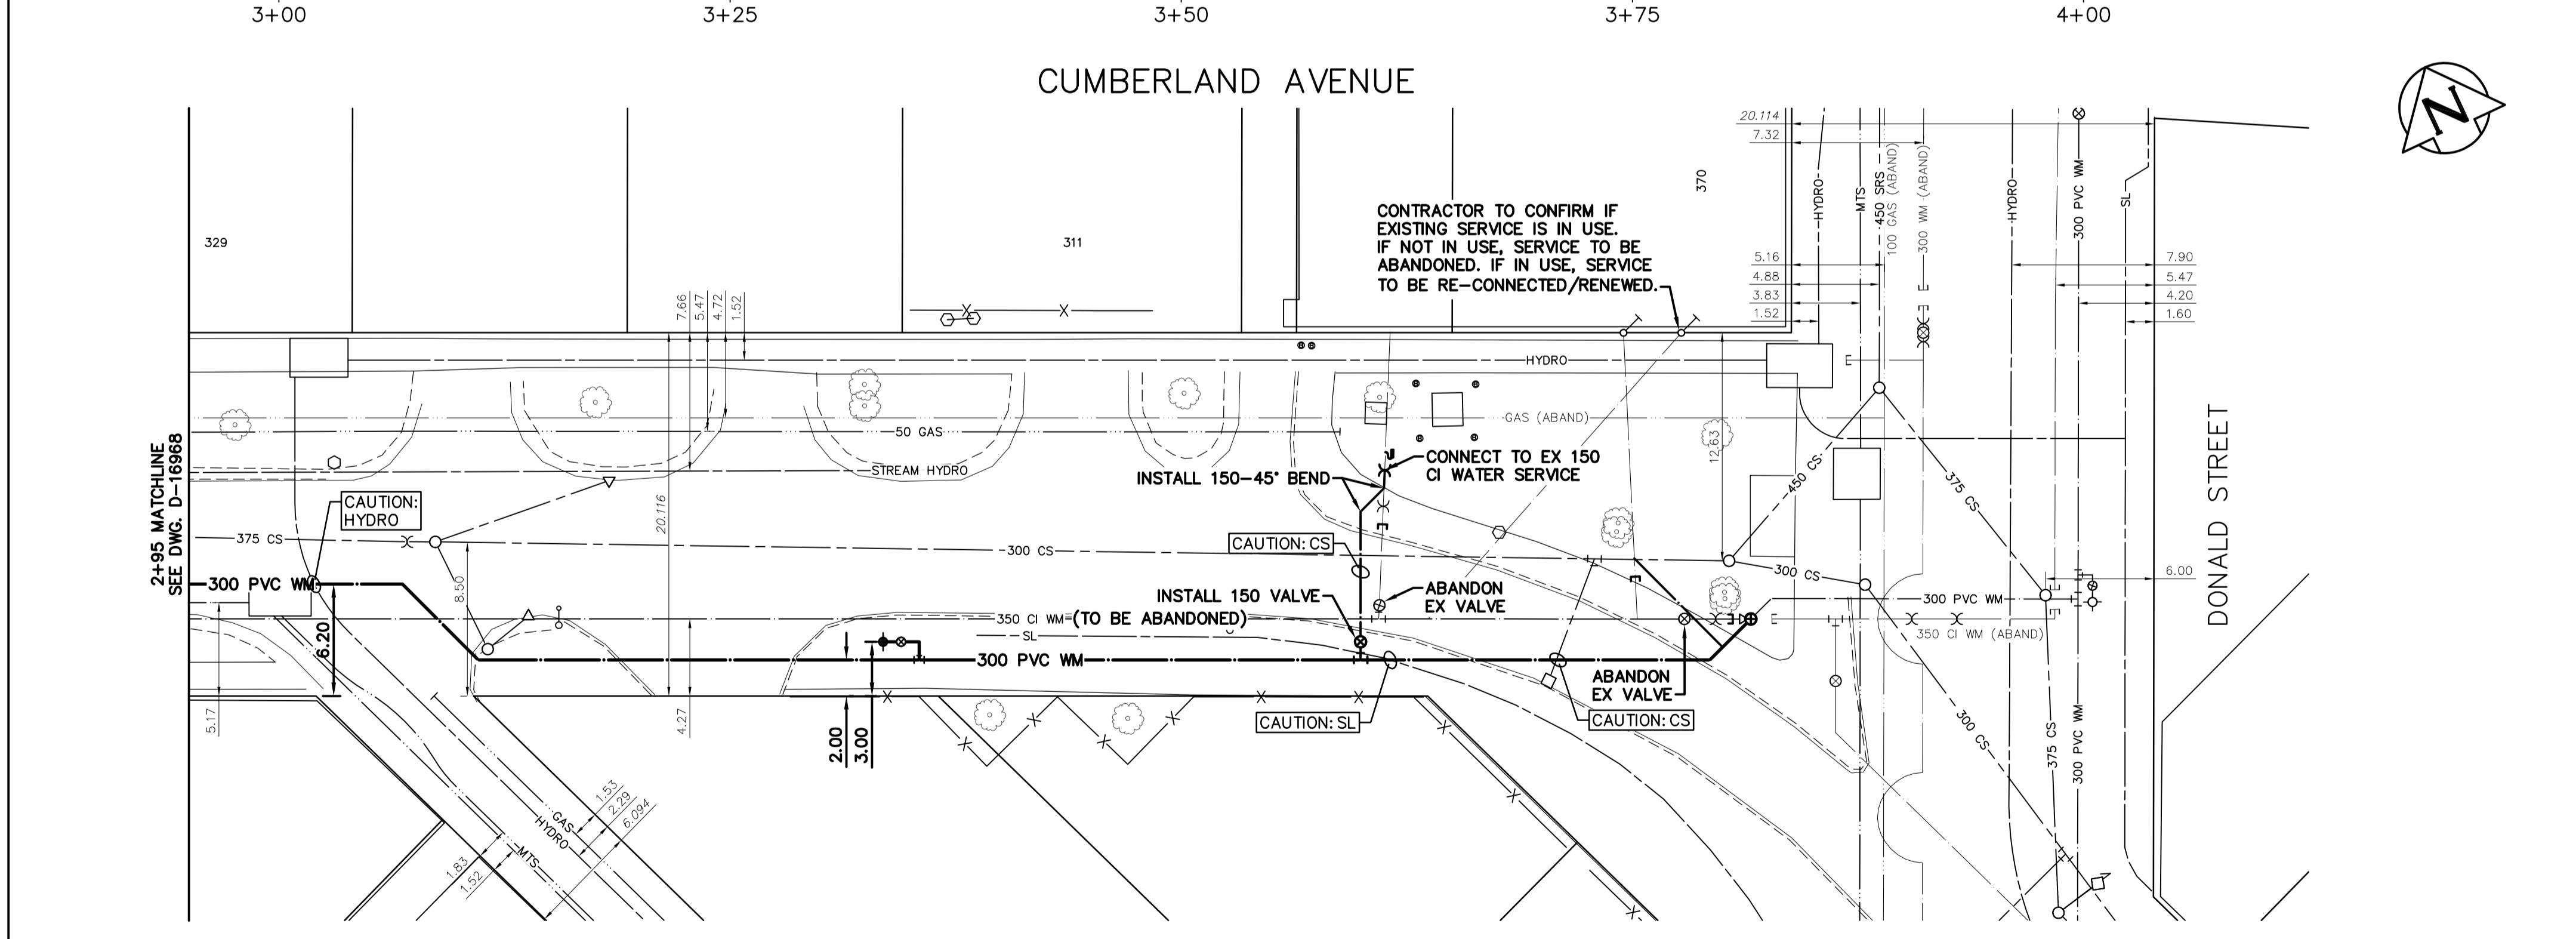 3+00
3+25
3+50
3+75
4+00
CUMBERLAND AVENUE
N
20.114
7.32
370
HYDRO
MTS
450 SRS
100 GAS (ABAND)
300 WM (ABAND)
HYDRO
300 PVC WM
SL
CONTRACTOR TO CONFIRM IF
EXISTING SERVICE IS IN USE.
IF NOT IN USE, SERVICE TO BE
ABANDONED. IF IN USE, SERVICE
TO BE RE-CONNECTED/RENEWED.
329
311
5.16
4.88
3.83
1.52
7.90
5.47
4.20
1.60
7.66
5.47
4.72
1.52
HYDRO
GAS (ABAND)
50 GAS
12.63
STREAM HYDRO
CONNECT TO EX 150
CI WATER SERVICE
INSTALL 150-45° BEND
450 CS
375 CS
DONALD STREET
2+95 MATCHLINE
SEE DWG. D-16968
CAUTION:
HYDRO
20.116
375 CS
300 CS
CAUTION: CS
300 CS
6.00
300 PVC WM
8.50
INSTALL 150 VALVE
ABANDON
EX VALVE
300 PVC WM
350 CI WM
(TO BE ABANDONED)
350 CI WM (ABAND)
6.20
SL
300 PVC WM
ABANDON
EX VALVE
5.17
4.27
2.00
3.00
CAUTION: SL
CAUTION: CS
300 CS
375 CS
300 PVC WM
1.53
2.29
6.094
GAS
HYDRO
MTS
1.83
1.52